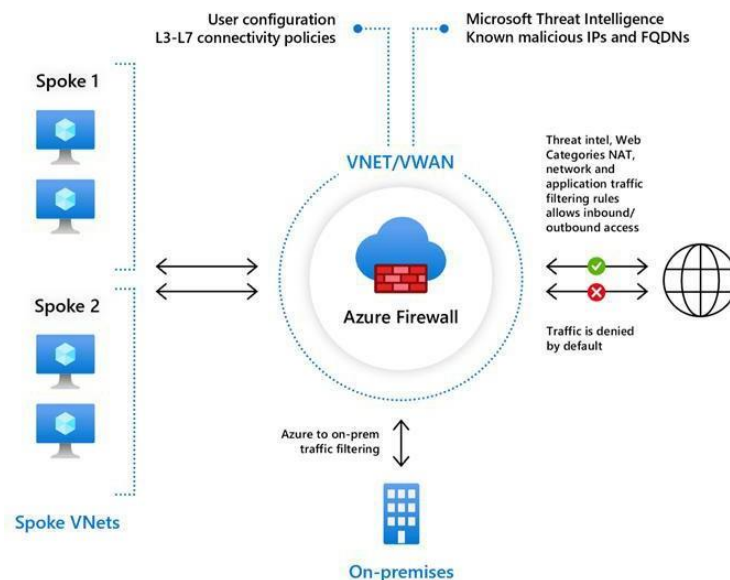 User configuration
L3-L7 connectivity policies
Microsoft Threat Intelligence
Known malicious IPs and FQDNs
Spoke 1
VNET/VWAN
Threat intel, Web
Categories NAT,
network and
application traffic
filtering rules
allows inbound/
outbound access
Spoke 2
Azure Firewall
Traffic is denied
by default
Azure to on-prem
traffic filtering
Spoke VNets
On-premises